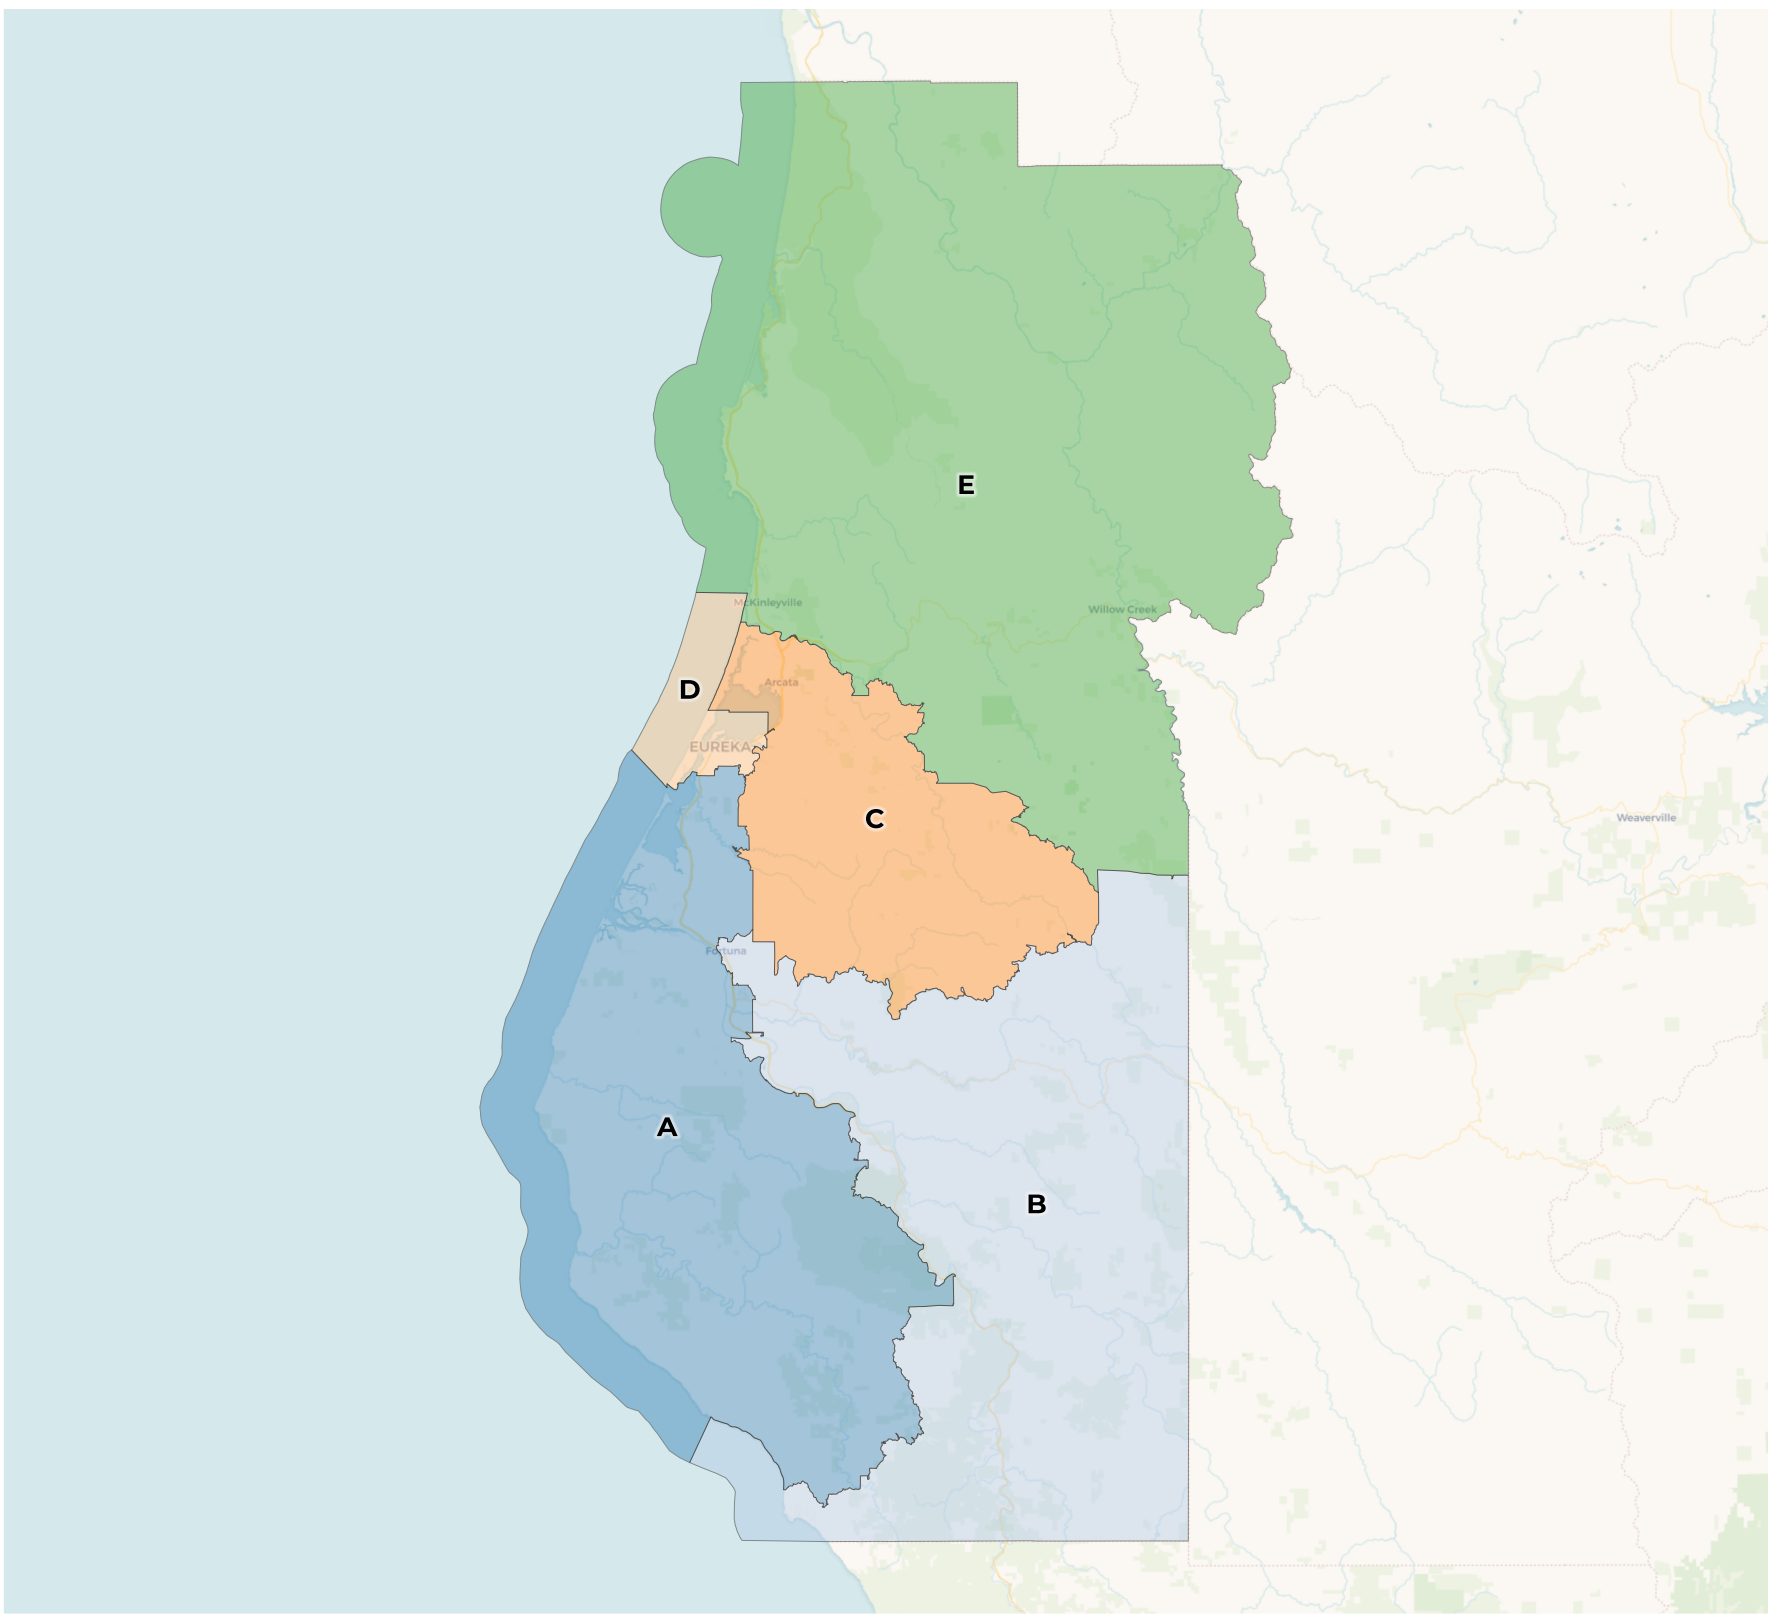 E
McKinleyville
Willow Creek
Arcata
D
EUREKA
C
Weaverville
Fortuna
A
B